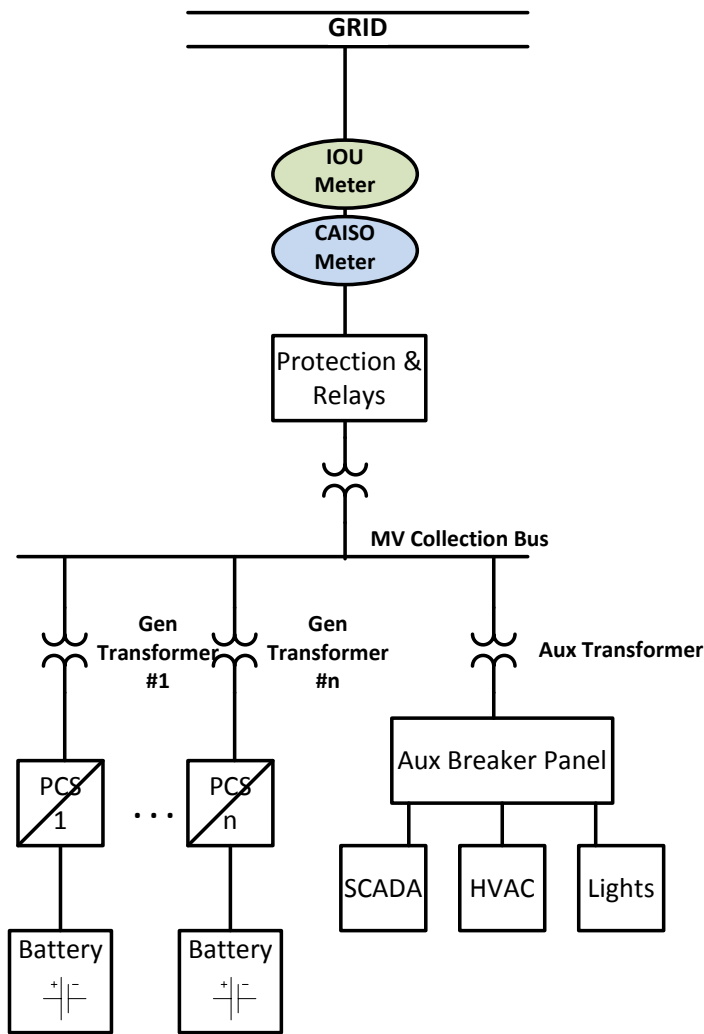 GRID
IOU
Meter
CAISO
Meter
Protection &
Relays
MV Collection Bus
Gen
Transformer
#1
Gen
Transformer
#n
Aux Transformer
PCS
1
. . .
PCS
n
Aux Breaker Panel
SCADA
HVAC
Lights
Battery
+ −
Battery
+ −